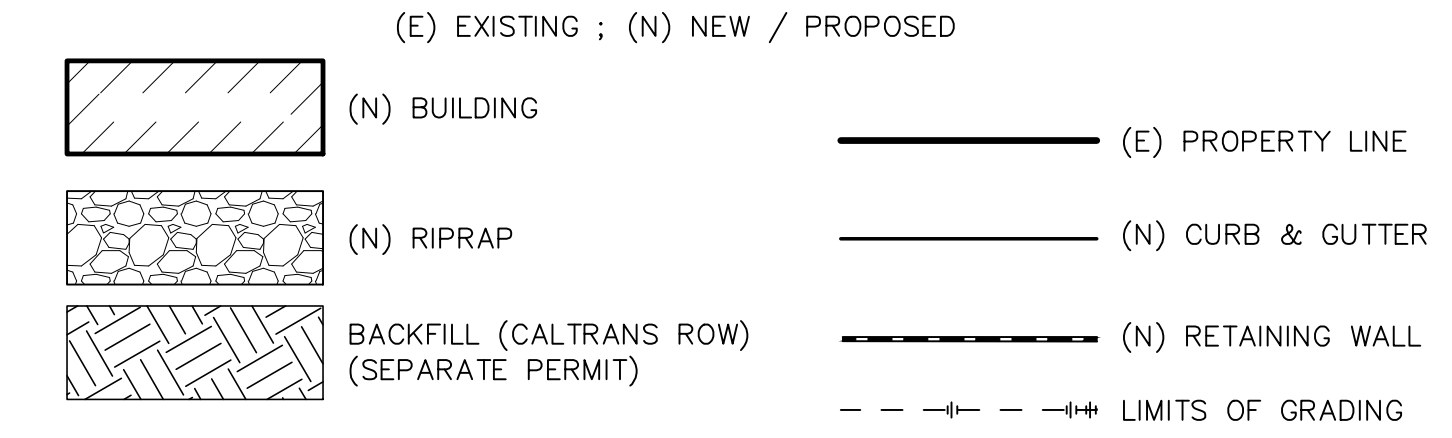 (E) EXISTING ; (N) NEW / PROPOSED
(N) BUILDING
(N) RIPRAP
BACKFILL (CALTRANS ROW)
(SEPARATE PERMIT)
(E) PROPERTY LINE
(N) CURB & GUTTER
(N) RETAINING WALL
LIMITS OF GRADING